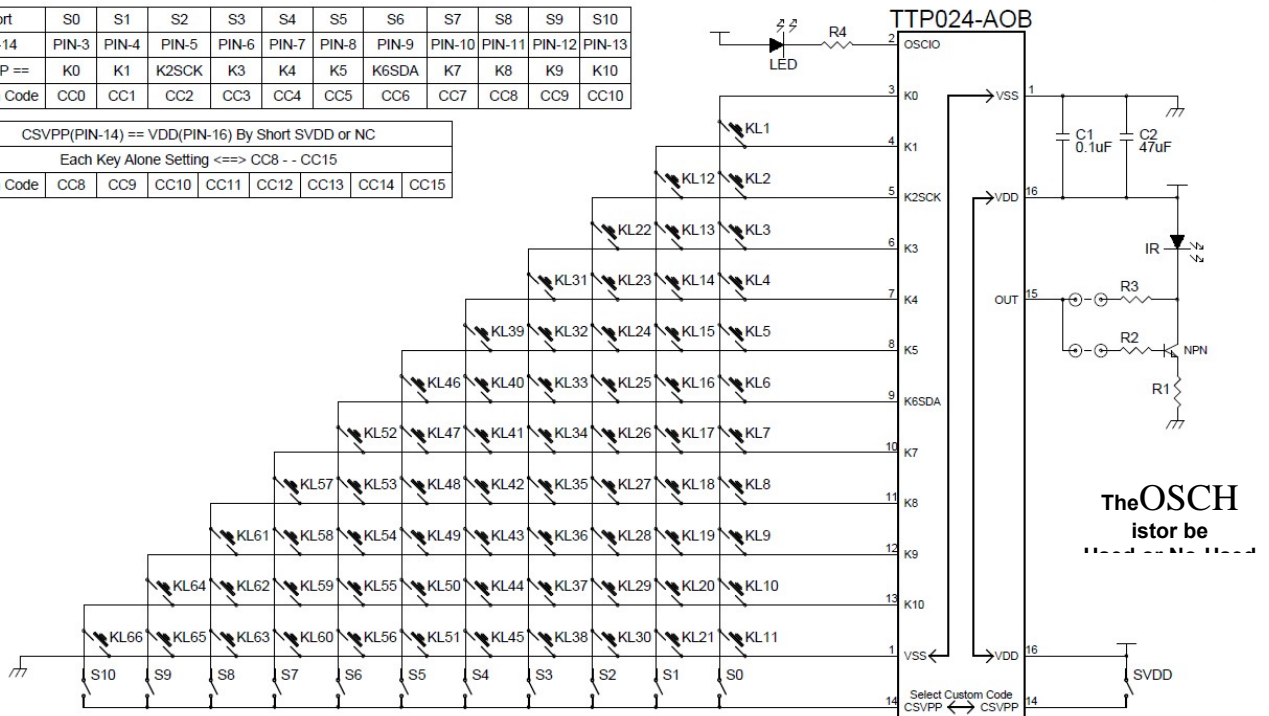 ort S0 S1 S2 S3 S4 S5 S6 S7 S8 S9 S10
-14 PIN-3 PIN-4 PIN-5 PIN-6 PIN-7 PIN-8 PIN-9 PIN-10 PIN-11 PIN-12 PIN-13
P == K0 K1 K2SCK K3 K4 K5 K6SDA K7 K8 K9 K10
Code CC0 CC1 CC2 CC3 CC4 CC5 CC6 CC7 CC8 CC9 CC10
CSVPP(PIN-14) == VDD(PIN-16) By Short SVDD or NC
Each Key Alone Setting <==> CC8 - - CC15
Code CC8 CC9 CC10 CC11 CC12 CC13 CC14 CC15
TTP024-AOB
LED R4 2 OSCIO
3 K0 VSS 1
KL1
C1 0.1uF C2 47uF
4 K1
KL12 KL2
5 K2SCK VDD 16
KL22 KL13 KL3
IR
6 K3
KL31 KL23 KL14 KL4
7 K4 OUT 15 R3
KL39 KL32 KL24 KL15 KL5
R2 NPN
8 K5
KL46 KL40 KL33 KL25 KL16 KL6
R1
9 K6SDA
KL52 KL47 KL41 KL34 KL26 KL17 KL7
10 K7
KL57 KL53 KL48 KL42 KL35 KL27 KL18 KL8
11 K8
The OSCH
istor be
Used or No Used
KL61 KL58 KL54 KL49 KL43 KL36 KL28 KL19 KL9
12 K9
KL64 KL62 KL59 KL55 KL50 KL44 KL37 KL29 KL20 KL10
13 K10
KL66 KL65 KL63 KL60 KL56 KL51 KL45 KL38 KL30 KL21 KL11
1 VSS VDD 16
S10 S9 S8 S7 S6 S5 S4 S3 S2 S1 S0 SVDD
Select Custom Code
14 CSVPP CSVPP 14